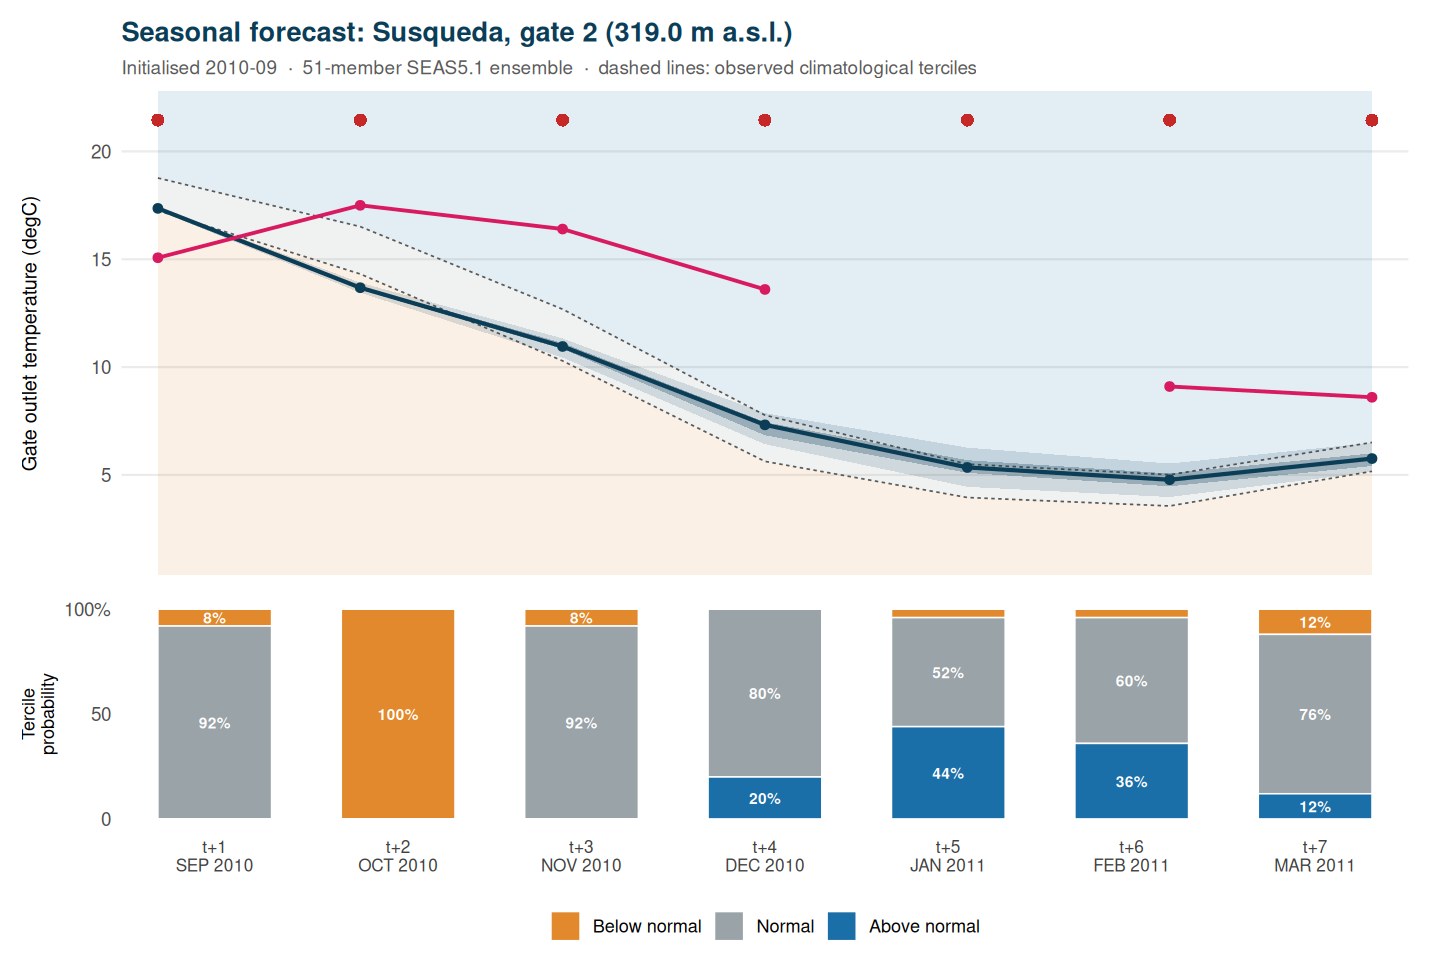 Seasonal forecast: Susqueda, gate 2 (319.0 m a.s.l.)
Initialised 2010-09 · 51-member SEAS5.1 ensemble · dashed lines: observed climatological terciles
Gate outlet temperature (degC)
20
15
10
5
Tercile
probability
100%
50
0
8%
92%
100%
8%
92%
80%
20%
52%
44%
60%
36%
12%
76%
12%
t+1
SEP 2010
t+2
OCT 2010
t+3
NOV 2010
t+4
DEC 2010
t+5
JAN 2011
t+6
FEB 2011
t+7
MAR 2011
Below normal
Normal
Above normal